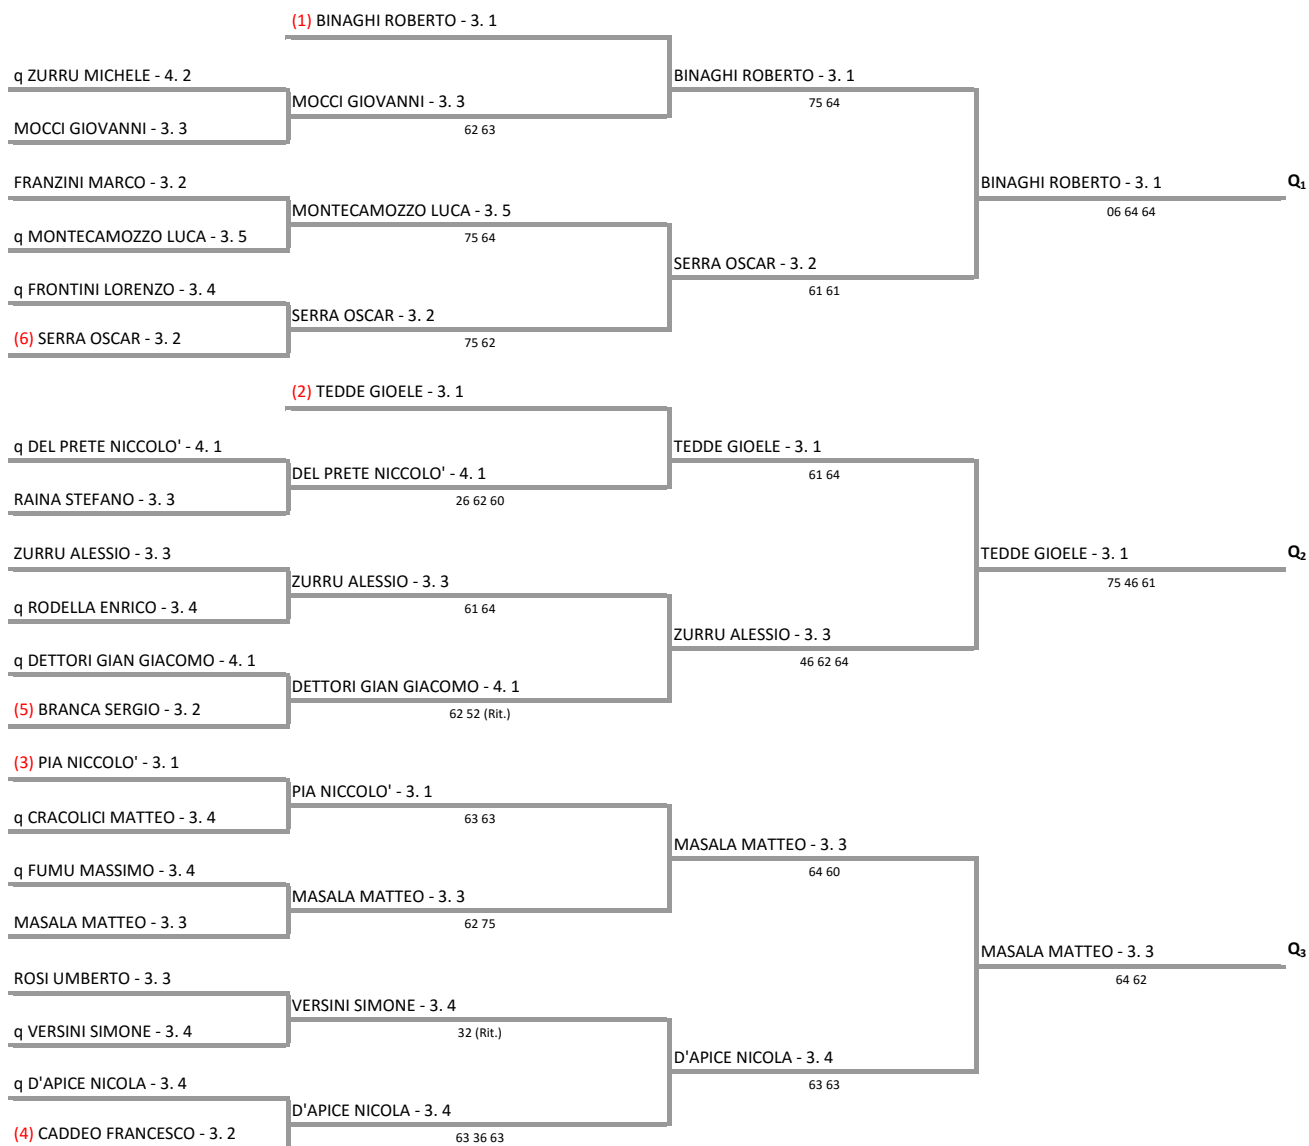 (1) BINAGHI ROBERTO - 3. 1
q ZURRU MICHELE - 4. 2
BINAGHI ROBERTO - 3. 1
MOCCI GIOVANNI - 3. 3
75 64
MOCCI GIOVANNI - 3. 3
62 63
FRANZINI MARCO - 3. 2
BINAGHI ROBERTO - 3. 1
Q1
MONTECAMOZZO LUCA - 3. 5
06 64 64
q MONTECAMOZZO LUCA - 3. 5
75 64
SERRA OSCAR - 3. 2
q FRONTINI LORENZO - 3. 4
61 61
SERRA OSCAR - 3. 2
(6) SERRA OSCAR - 3. 2
75 62
(2) TEDDE GIOELE - 3. 1
q DEL PRETE NICCOLO' - 4. 1
TEDDE GIOELE - 3. 1
DEL PRETE NICCOLO' - 4. 1
61 64
RAINA STEFANO - 3. 3
26 62 60
ZURRU ALESSIO - 3. 3
TEDDE GIOELE - 3. 1
Q2
ZURRU ALESSIO - 3. 3
75 46 61
q RODELLA ENRICO - 3. 4
61 64
ZURRU ALESSIO - 3. 3
q DETTORI GIAN GIACOMO - 4. 1
46 62 64
DETTORI GIAN GIACOMO - 4. 1
(5) BRANCA SERGIO - 3. 2
62 52 (Rit.)
(3) PIA NICCOLO' - 3. 1
PIA NICCOLO' - 3. 1
q CRACOLICI MATTEO - 3. 4
63 63
MASALA MATTEO - 3. 3
q FUMU MASSIMO - 3. 4
64 60
MASALA MATTEO - 3. 3
MASALA MATTEO - 3. 3
62 75
MASALA MATTEO - 3. 3
Q3
ROSI UMBERTO - 3. 3
64 62
VERSINI SIMONE - 3. 4
q VERSINI SIMONE - 3. 4
32 (Rit.)
D'APICE NICOLA - 3. 4
q D'APICE NICOLA - 3. 4
63 63
D'APICE NICOLA - 3. 4
(4) CADDEO FRANCESCO - 3. 2
63 36 63